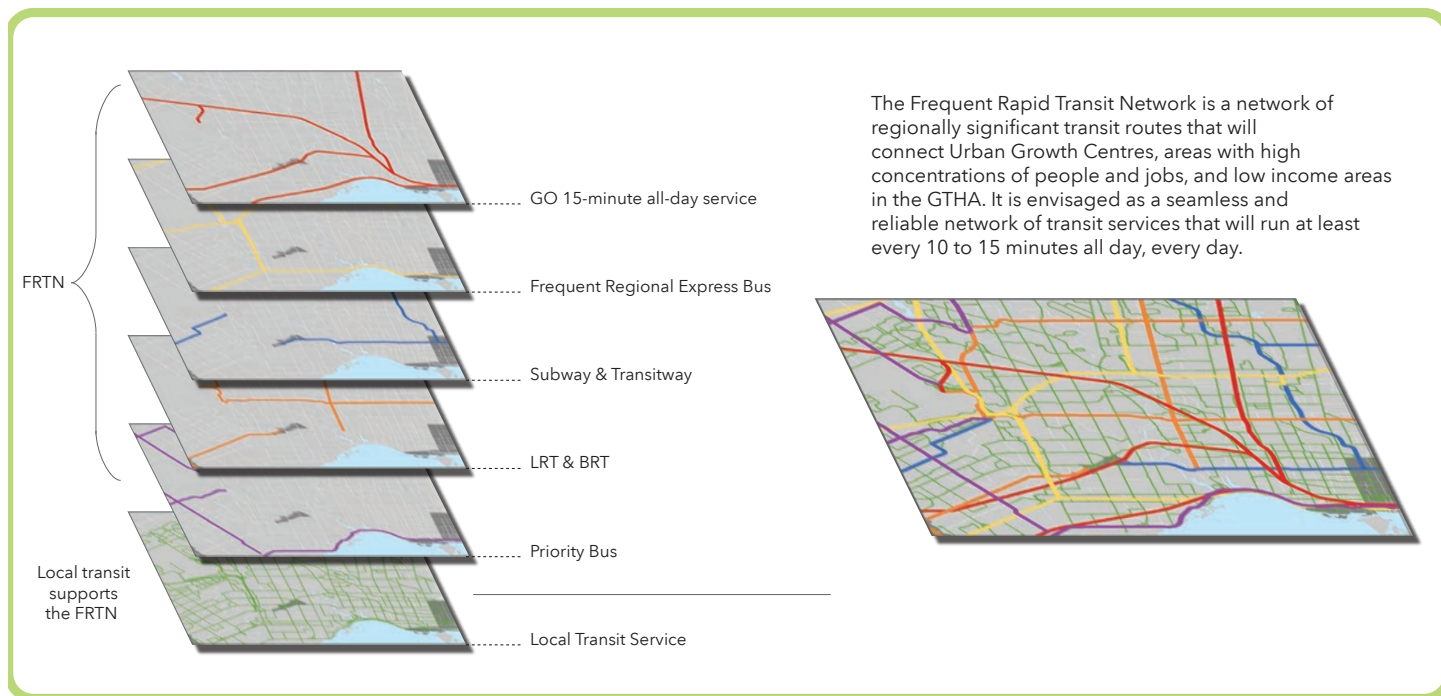 The Frequent Rapid Transit Network is a network of
regionally significant transit routes that will
connect Urban Growth Centres, areas with high
concentrations of people and jobs, and low income areas
in the GTHA. It is envisaged as a seamless and
reliable network of transit services that will run at least
every 10 to 15 minutes all day, every day.
FRTN
GO 15-minute all-day service
Frequent Regional Express Bus
Subway & Transitway
LRT & BRT
Priority Bus
Local transit
supports
the FRTN
Local Transit Service